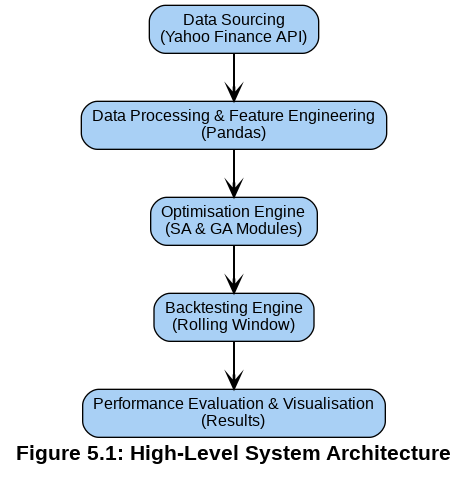 Data Sourcing
(Yahoo Finance API)
Data Processing & Feature Engineering
(Pandas)
Optimisation Engine
(SA & GA Modules)
Backtesting Engine
(Rolling Window)
Performance Evaluation & Visualisation
(Results)
Figure 5.1: High-Level System Architecture